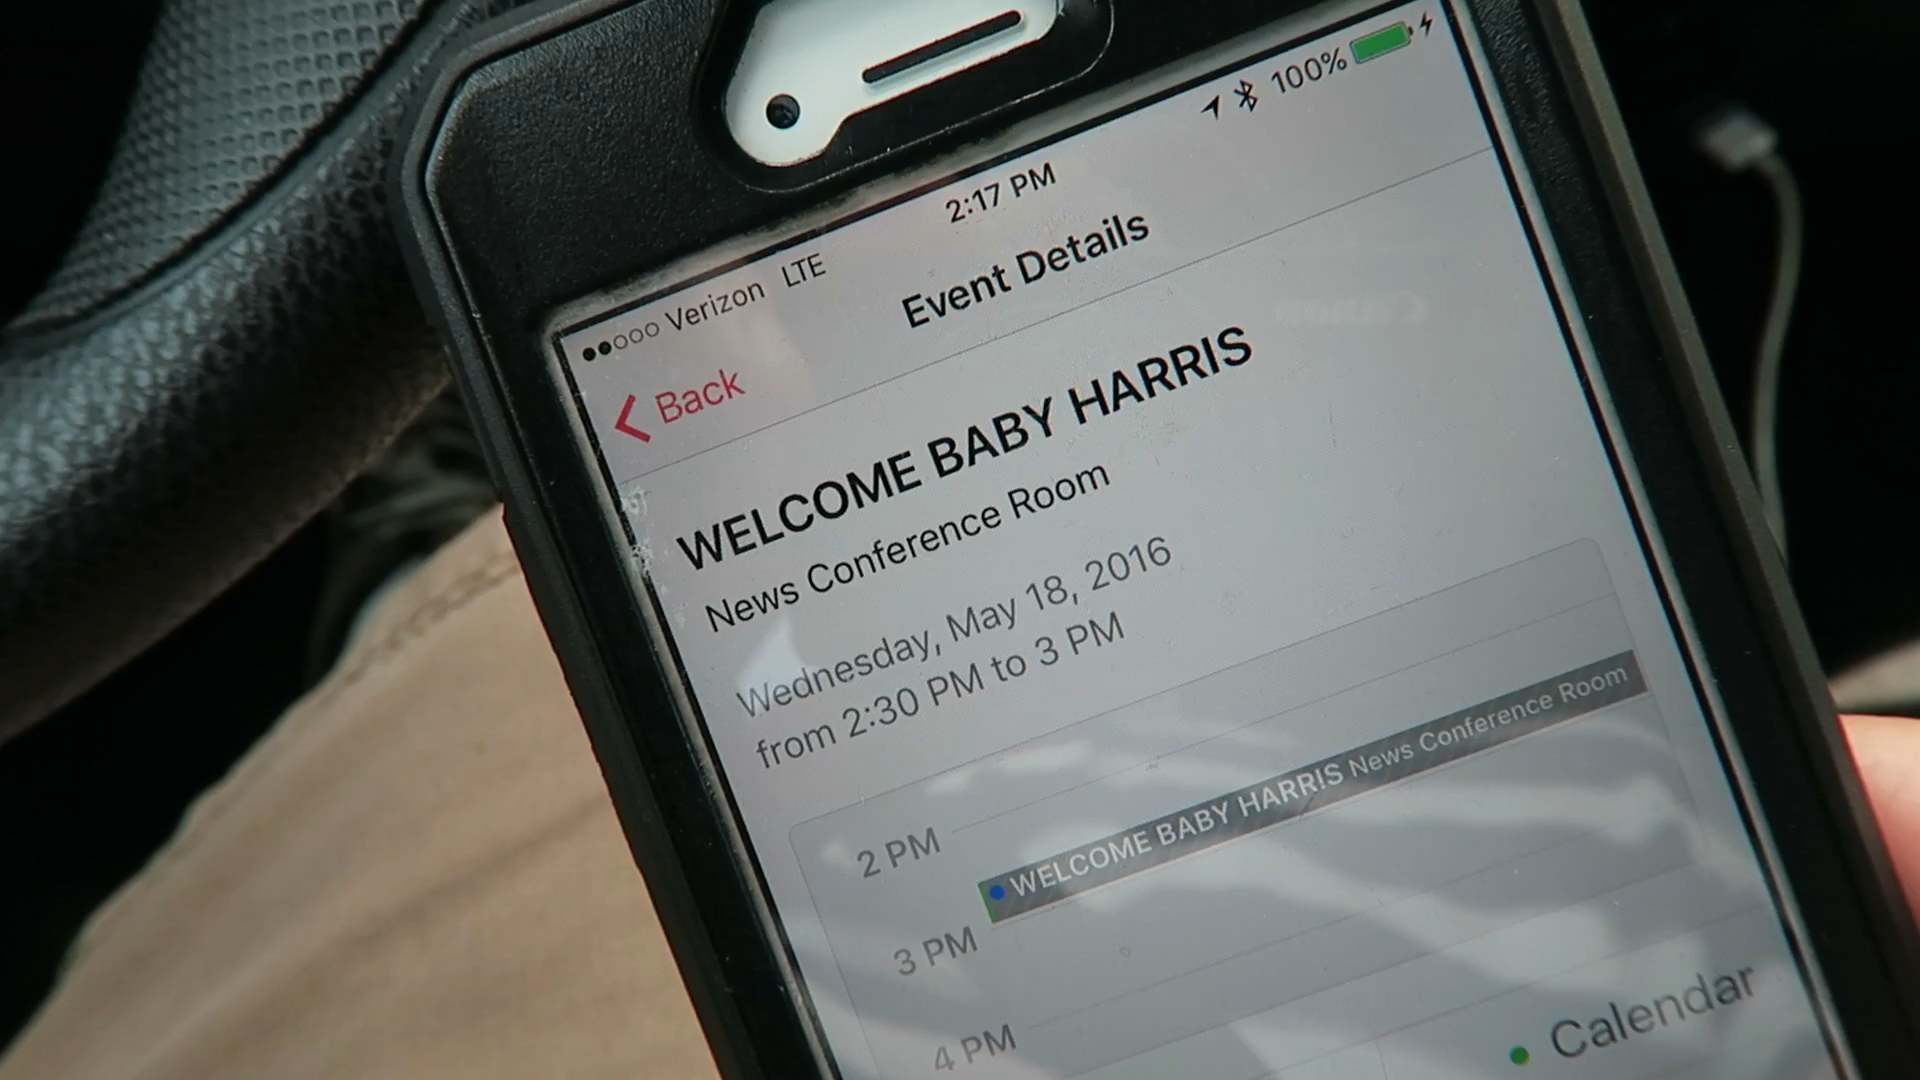 ●●○○○ Verizon LTE 2:17 PM 100%
Back Event Details
WELCOME BABY HARRIS
News Conference Room
Wednesday, May 18, 2016
from 2:30 PM to 3 PM
2 PM
WELCOME BABY HARRIS News Conference Room
3 PM
4 PM
Calendar